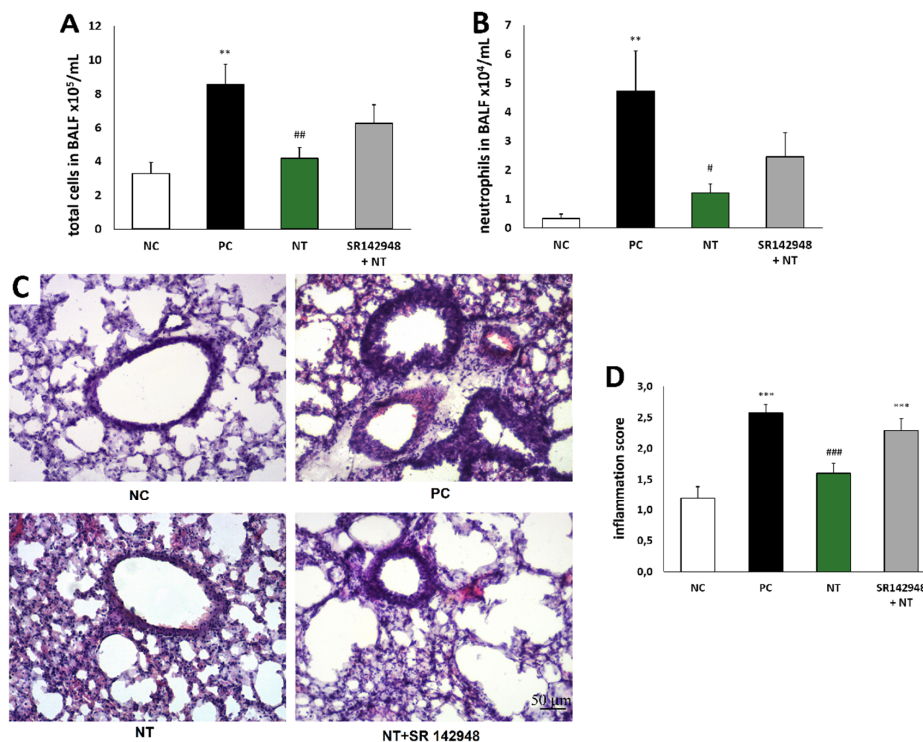 A
total cells in BALF x10⁵/mL
12
10
8
6
4
2
0
**
##
NC
PC
NT
SR142948
+ NT
B
neutrophils in BALF x10⁴/mL
7
6
5
4
3
2
1
0
**
#
NC
PC
NT
SR142948
+ NT
C
NC
PC
NT
NT+SR 142948
50 µm
D
inflammation score
3,0
2,5
2,0
1,5
1,0
0,5
0,0
***
###
***
NC
PC
NT
SR142948
+ NT